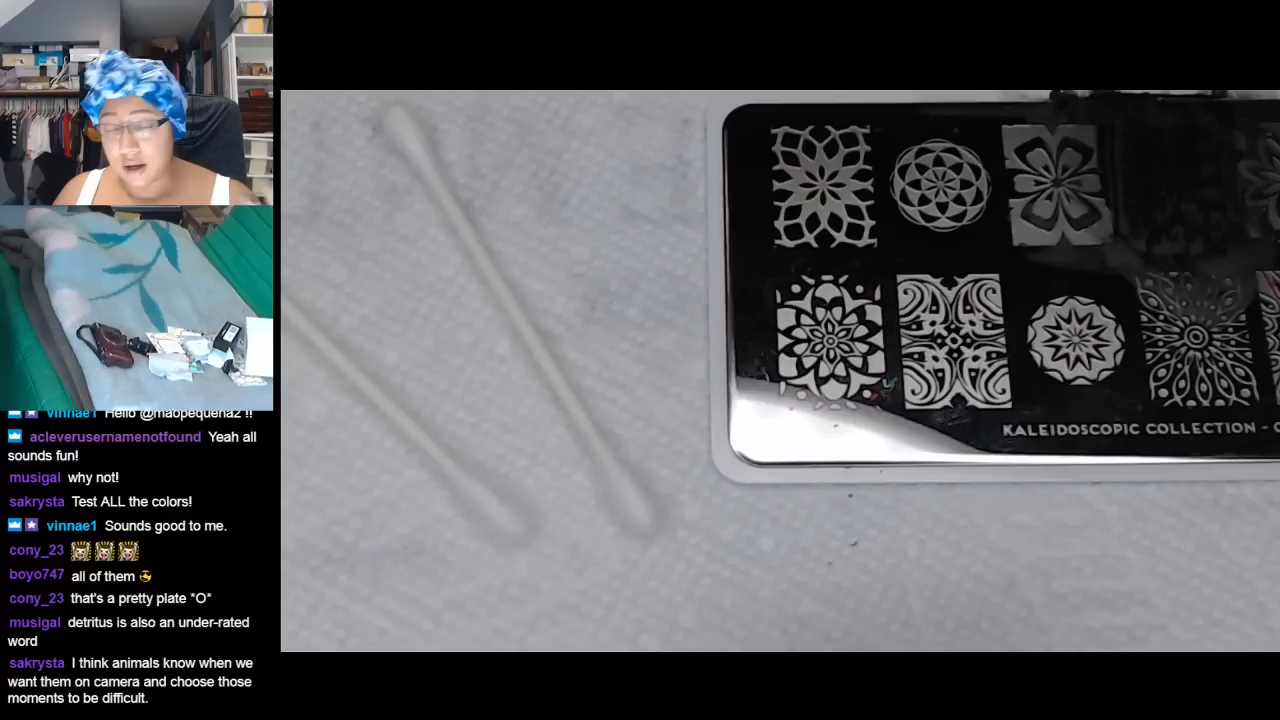 vinnae1 Hello @maopequena2 !!
acleverusernamenotfound Yeah all
sounds fun!
musigal why not!
sakrysta Test ALL the colors!
vinnae1 Sounds good to me.
cony_23
boyo747 all of them
cony_23 that's a pretty plate *O*
musigal detritus is also an under-rated
word
sakrysta I think animals know when we
want them on camera and choose those
moments to be difficult.
KALEIDOSCOPIC COLLECTION -